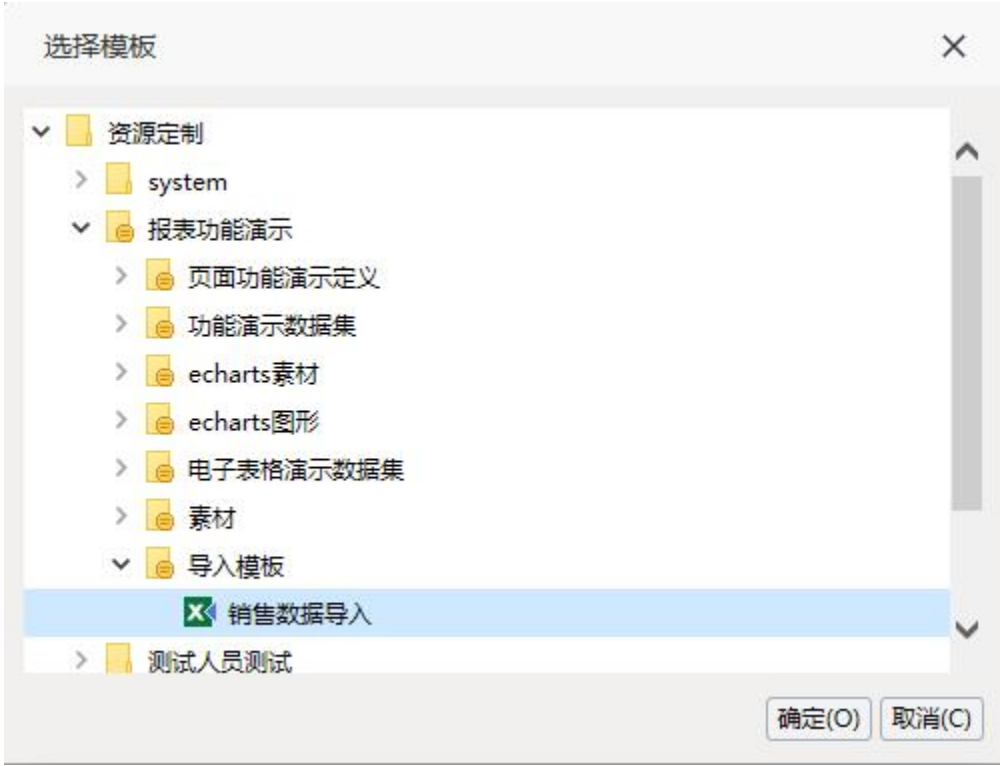 选择模板
资源定制
system
报表功能演示
页面功能演示定义
功能演示数据集
echarts素材
echarts图形
电子表格演示数据集
素材
导入模板
销售数据导入
测试人员测试
确定(O) 取消(C)